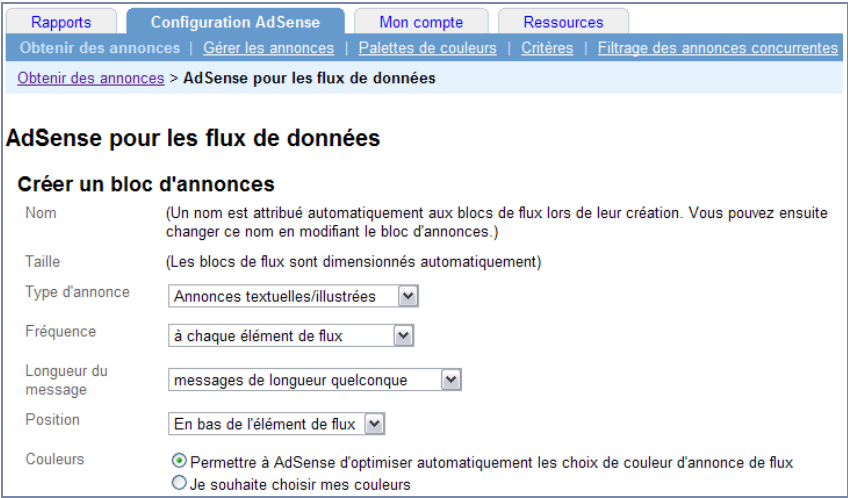 Rapports Configuration AdSense Mon compte Ressources
Obtenir des annonces | Gérer les annonces | Palettes de couleurs | Critères | Filtrage des annonces concurrentes
Obtenir des annonces > AdSense pour les flux de données
AdSense pour les flux de données
Créer un bloc d'annonces
Nom (Un nom est attribué automatiquement aux blocs de flux lors de leur création. Vous pouvez ensuite
changer ce nom en modifiant le bloc d'annonces.)
Taille (Les blocs de flux sont dimensionnés automatiquement)
Type d'annonce Annonces textuelles/illustrées
Fréquence à chaque élément de flux
Longueur du
message messages de longueur quelconque
Position En bas de l'élément de flux
Couleurs Permettre à AdSense d'optimiser automatiquement les choix de couleur d'annonce de flux
Je souhaite choisir mes couleurs